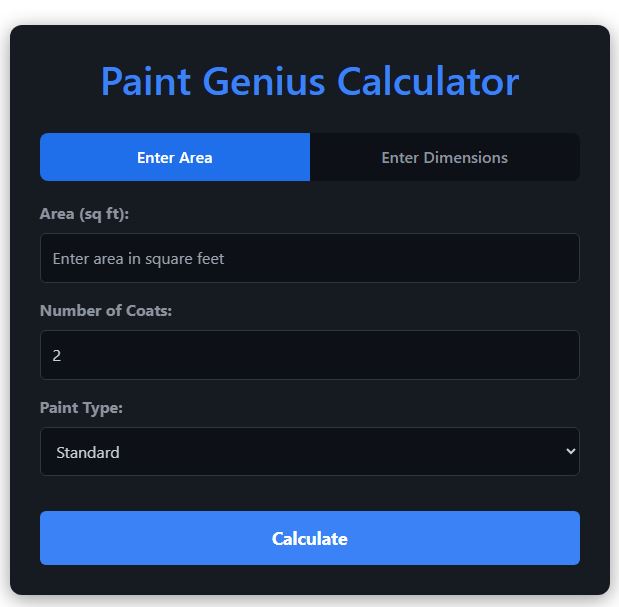 Paint Genius Calculator
Enter Area
Enter Dimensions
Area (sq ft):
Enter area in square feet
Number of Coats:
2
Paint Type:
Standard
Calculate